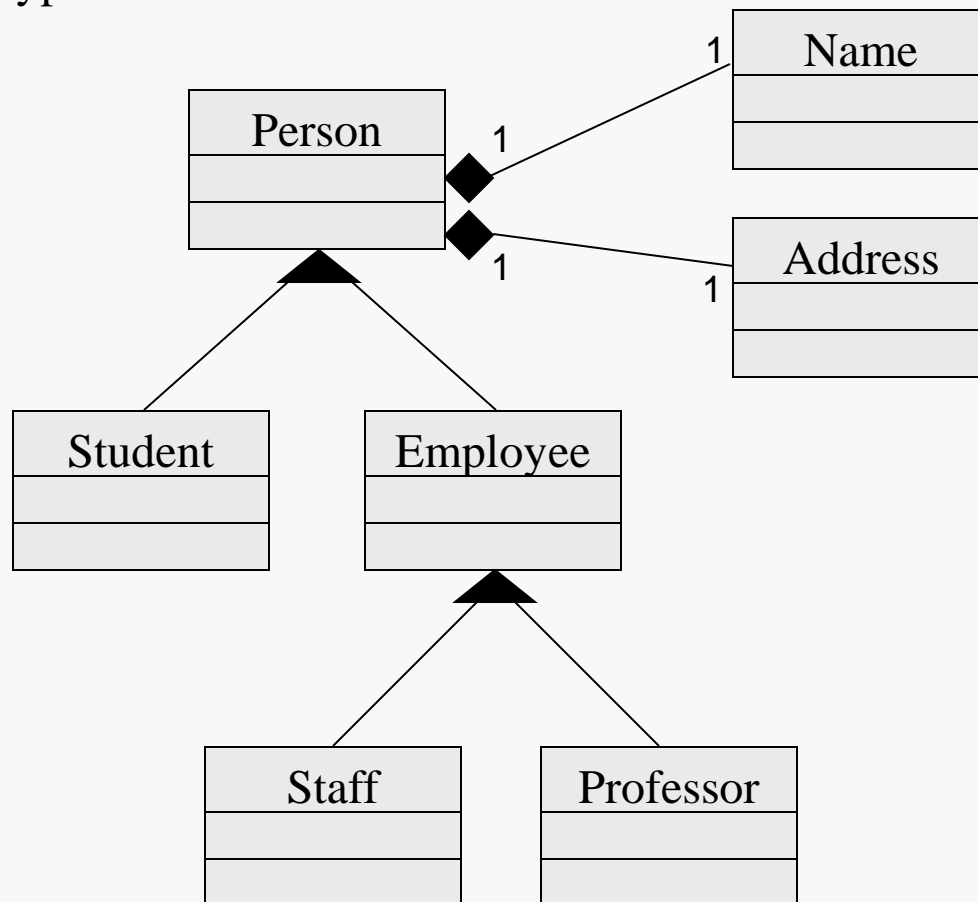 Name
1
Person
1
Address
1
1
Student
Employee
Staff
Professor